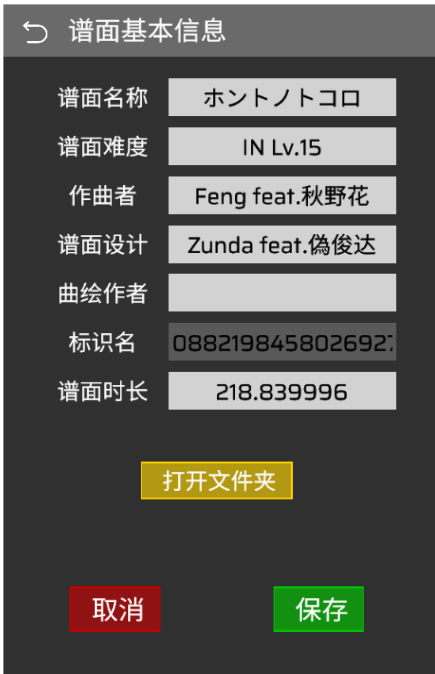 谱面基本信息
谱面名称 ホントノトコロ
谱面难度 IN Lv.15
作曲者 Feng feat.秋野花
谱面设计 Zunda feat.偽俊达
曲绘作者
标识名 0882198458026927
谱面时长 218.839996
打开文件夹
取消 保存